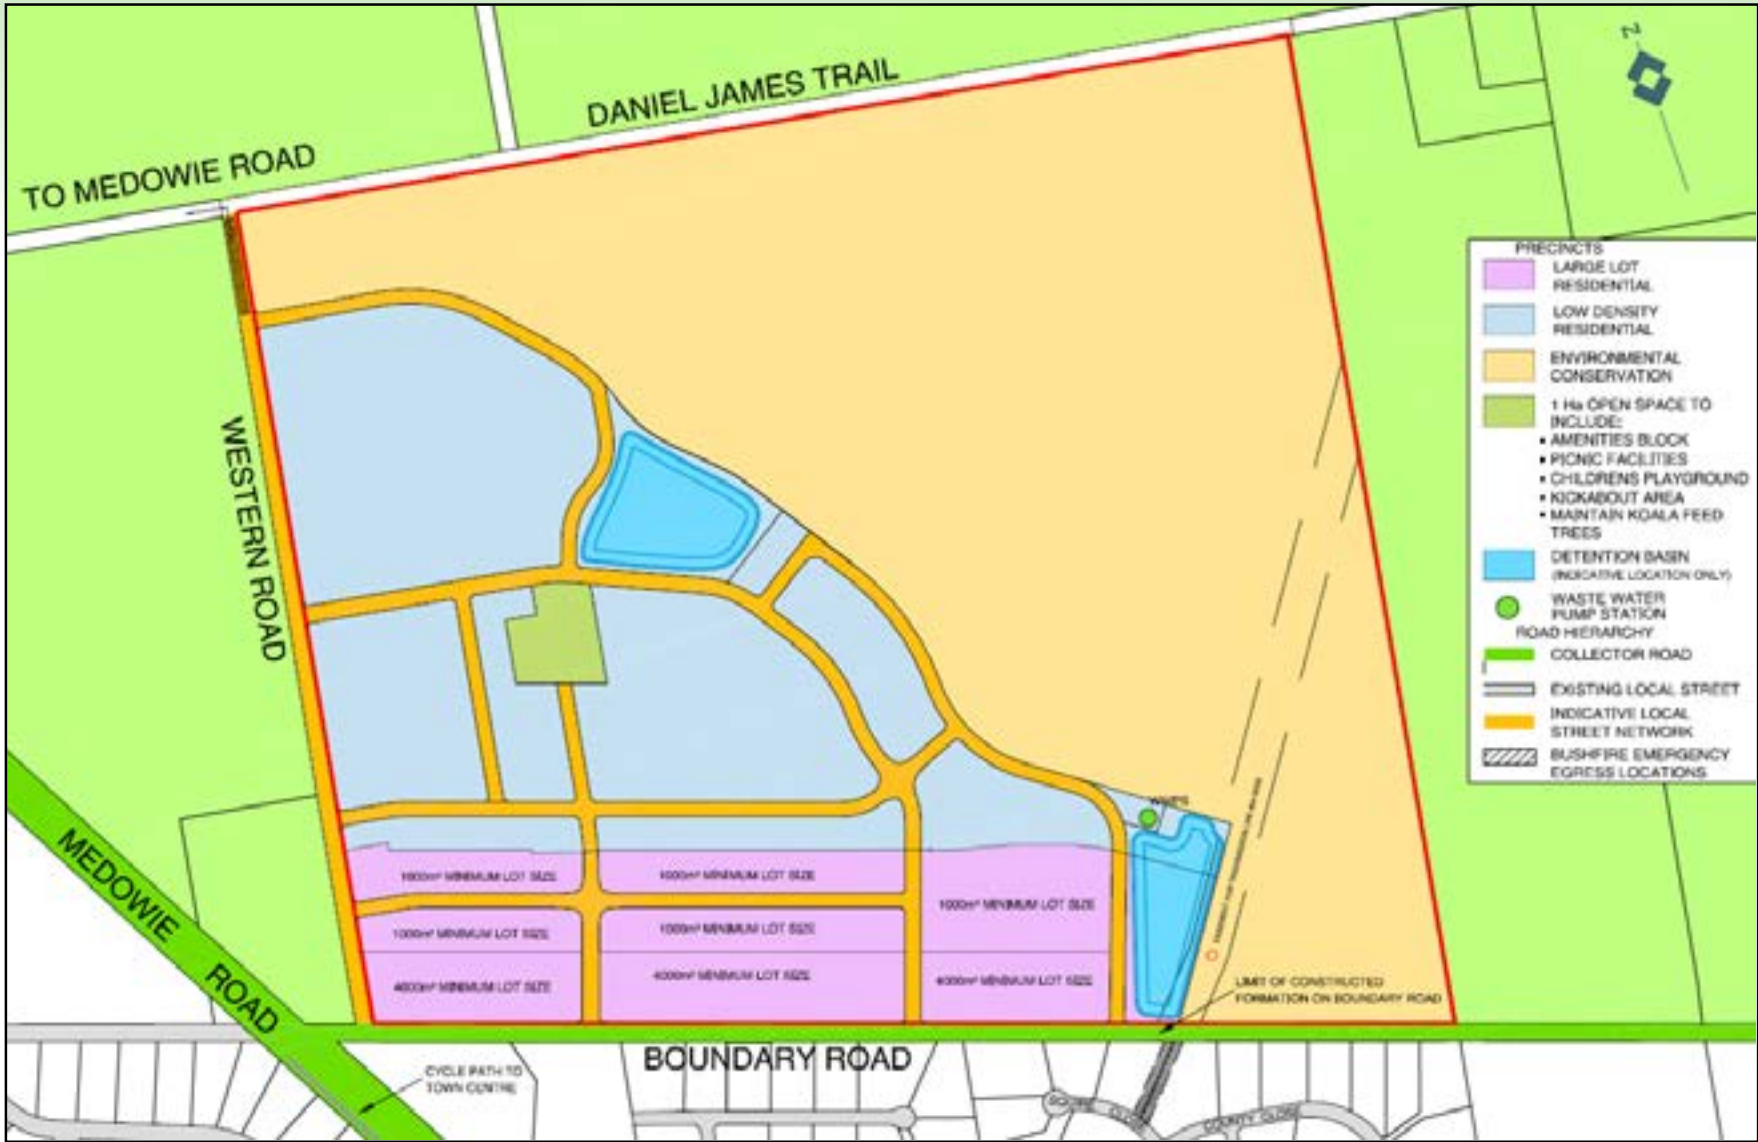 DANIEL JAMES TRAIL
TO MEDOWIE ROAD
N
WESTERN ROAD
MEDOWIE
ROAD
BOUNDARY ROAD
PRECINCTS
LARGE LOT
RESIDENTIAL
LOW DENSITY
RESIDENTIAL
ENVIRONMENTAL
CONSERVATION
1 Ha OPEN SPACE TO
INCLUDE:
• AMENITIES BLOCK
• PICNIC FACILITIES
• CHILDRENS PLAYGROUND
• KICKABOUT AREA
• MAINTAIN KOALA FEED
TREES
DETENTION BASIN
(INDICATIVE LOCATION ONLY)
WASTE WATER
PUMP STATION
ROAD HIERARCHY
COLLECTOR ROAD
EXISTING LOCAL STREET
INDICATIVE LOCAL
STREET NETWORK
BUSHFIRE EMERGENCY
EGRESS LOCATIONS
WWPS
1000m² MINIMUM LOT SIZE
1000m² MINIMUM LOT SIZE
1000m² MINIMUM LOT SIZE
1000m² MINIMUM LOT SIZE
1000m² MINIMUM LOT SIZE
4000m² MINIMUM LOT SIZE
4000m² MINIMUM LOT SIZE
4000m² MINIMUM LOT SIZE
LIMIT OF CONSTRUCTED
FORMATION ON BOUNDARY ROAD
CYCLE PATH TO
TOWN CENTRE
SQUIRE CLOSE
COUNTY CLOSE